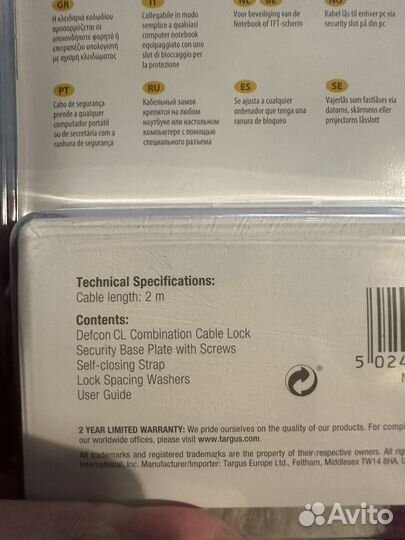 GR
Η κλειδαριά καλωδίου
προσαρμόζεται σε
οποιονδήποτε φορητό ή
επιτραπέζιο υπολογιστή
με σχισμή κλειδώματος
IT
Collegabile in modo
semplice a qualsiasi
computer notebook
equipaggiato con uno
slot di bloccaggio per
la protezione
NL
BE
Voor beveiliging van de
Notebook of TFT-scherm
NO
Kabel lås til enhver pc via
security slot på din pc
PT
Cabo de segurança
prende a qualquer
computador portátil
ou de secretária com a
ranhura de segurança
RU
Кабельный замок
крепится на любом
ноутбуке или настольном
компьютере с помощью
специального разъема
ES
Se ajusta a cualquier
ordenador que tenga una
ranura de bloqueo
SE
Vajerlås som fastlåses via
datorns, skärmens eller
projectorns låsslott
Technical Specifications:
Cable length: 2 m
Contents:
Defcon CL Combination Cable Lock
Security Base Plate with Screws
Self-closing Strap
Lock Spacing Washers
User Guide
5 024
2 YEAR LIMITED WARRANTY: We pride ourselves on the quality of our products. For comple
our worldwide offices, please visit www.targus.com.
All trademarks and registered trademarks are the property of their respective owners. All
International, Inc. Manufacturer/Importer: Targus Europe Ltd., Feltham, Middlesex TW14 8HA,
Avito